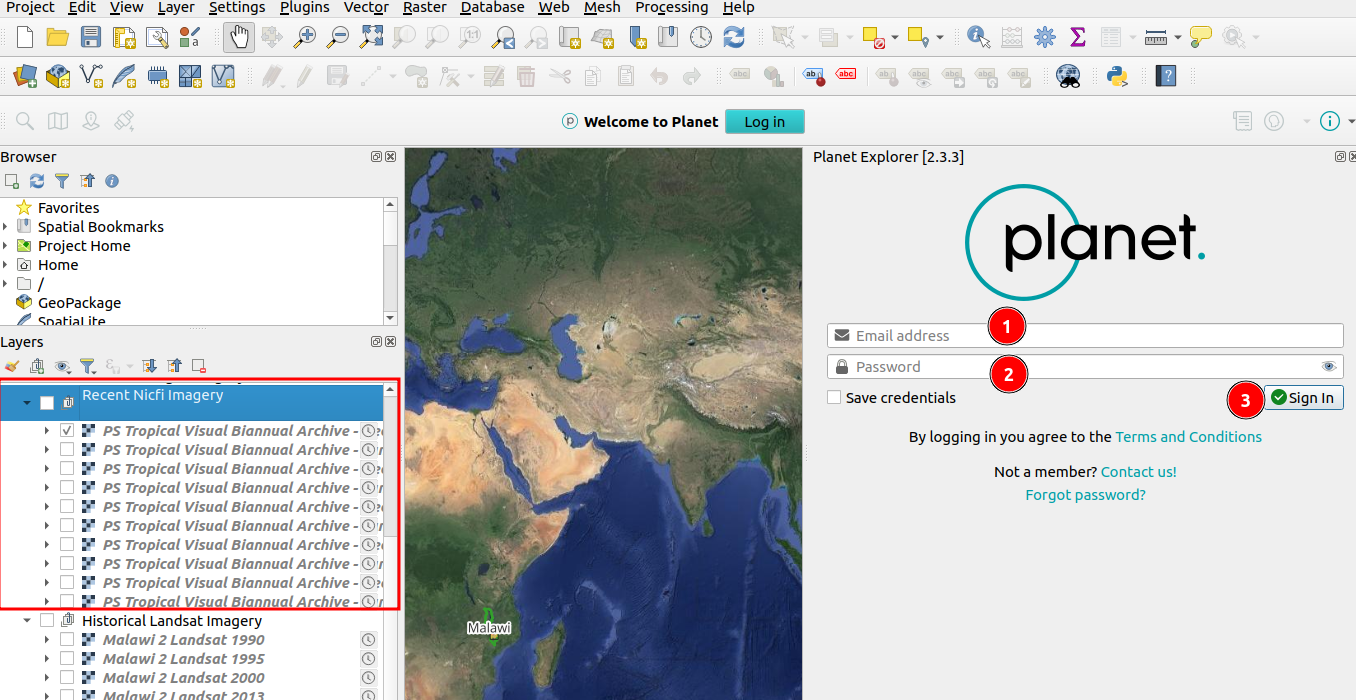 Project Edit View Layer Settings Plugins Vector Raster Database Web Mesh Processing Help
Welcome to Planet Log in
Browser
Favorites
Spatial Bookmarks
Project Home
Home
/
GeoPackage
SpatiaLite
Layers
Recent Nicfi Imagery
PS Tropical Visual Biannual Archive -
PS Tropical Visual Biannual Archive -
PS Tropical Visual Biannual Archive -
PS Tropical Visual Biannual Archive -
PS Tropical Visual Biannual Archive -
PS Tropical Visual Biannual Archive -
PS Tropical Visual Biannual Archive -
PS Tropical Visual Biannual Archive -
PS Tropical Visual Biannual Archive -
PS Tropical Visual Biannual Archive -
Historical Landsat Imagery
Malawi 2 Landsat 1990
Malawi 2 Landsat 1995
Malawi 2 Landsat 2000
Malawi 2 Landsat 2013
Malawi
Planet Explorer [2.3.3]
planet.
Email address 1
Password 2
Save credentials
3 Sign In
By logging in you agree to the Terms and Conditions
Not a member? Contact us!
Forgot password?